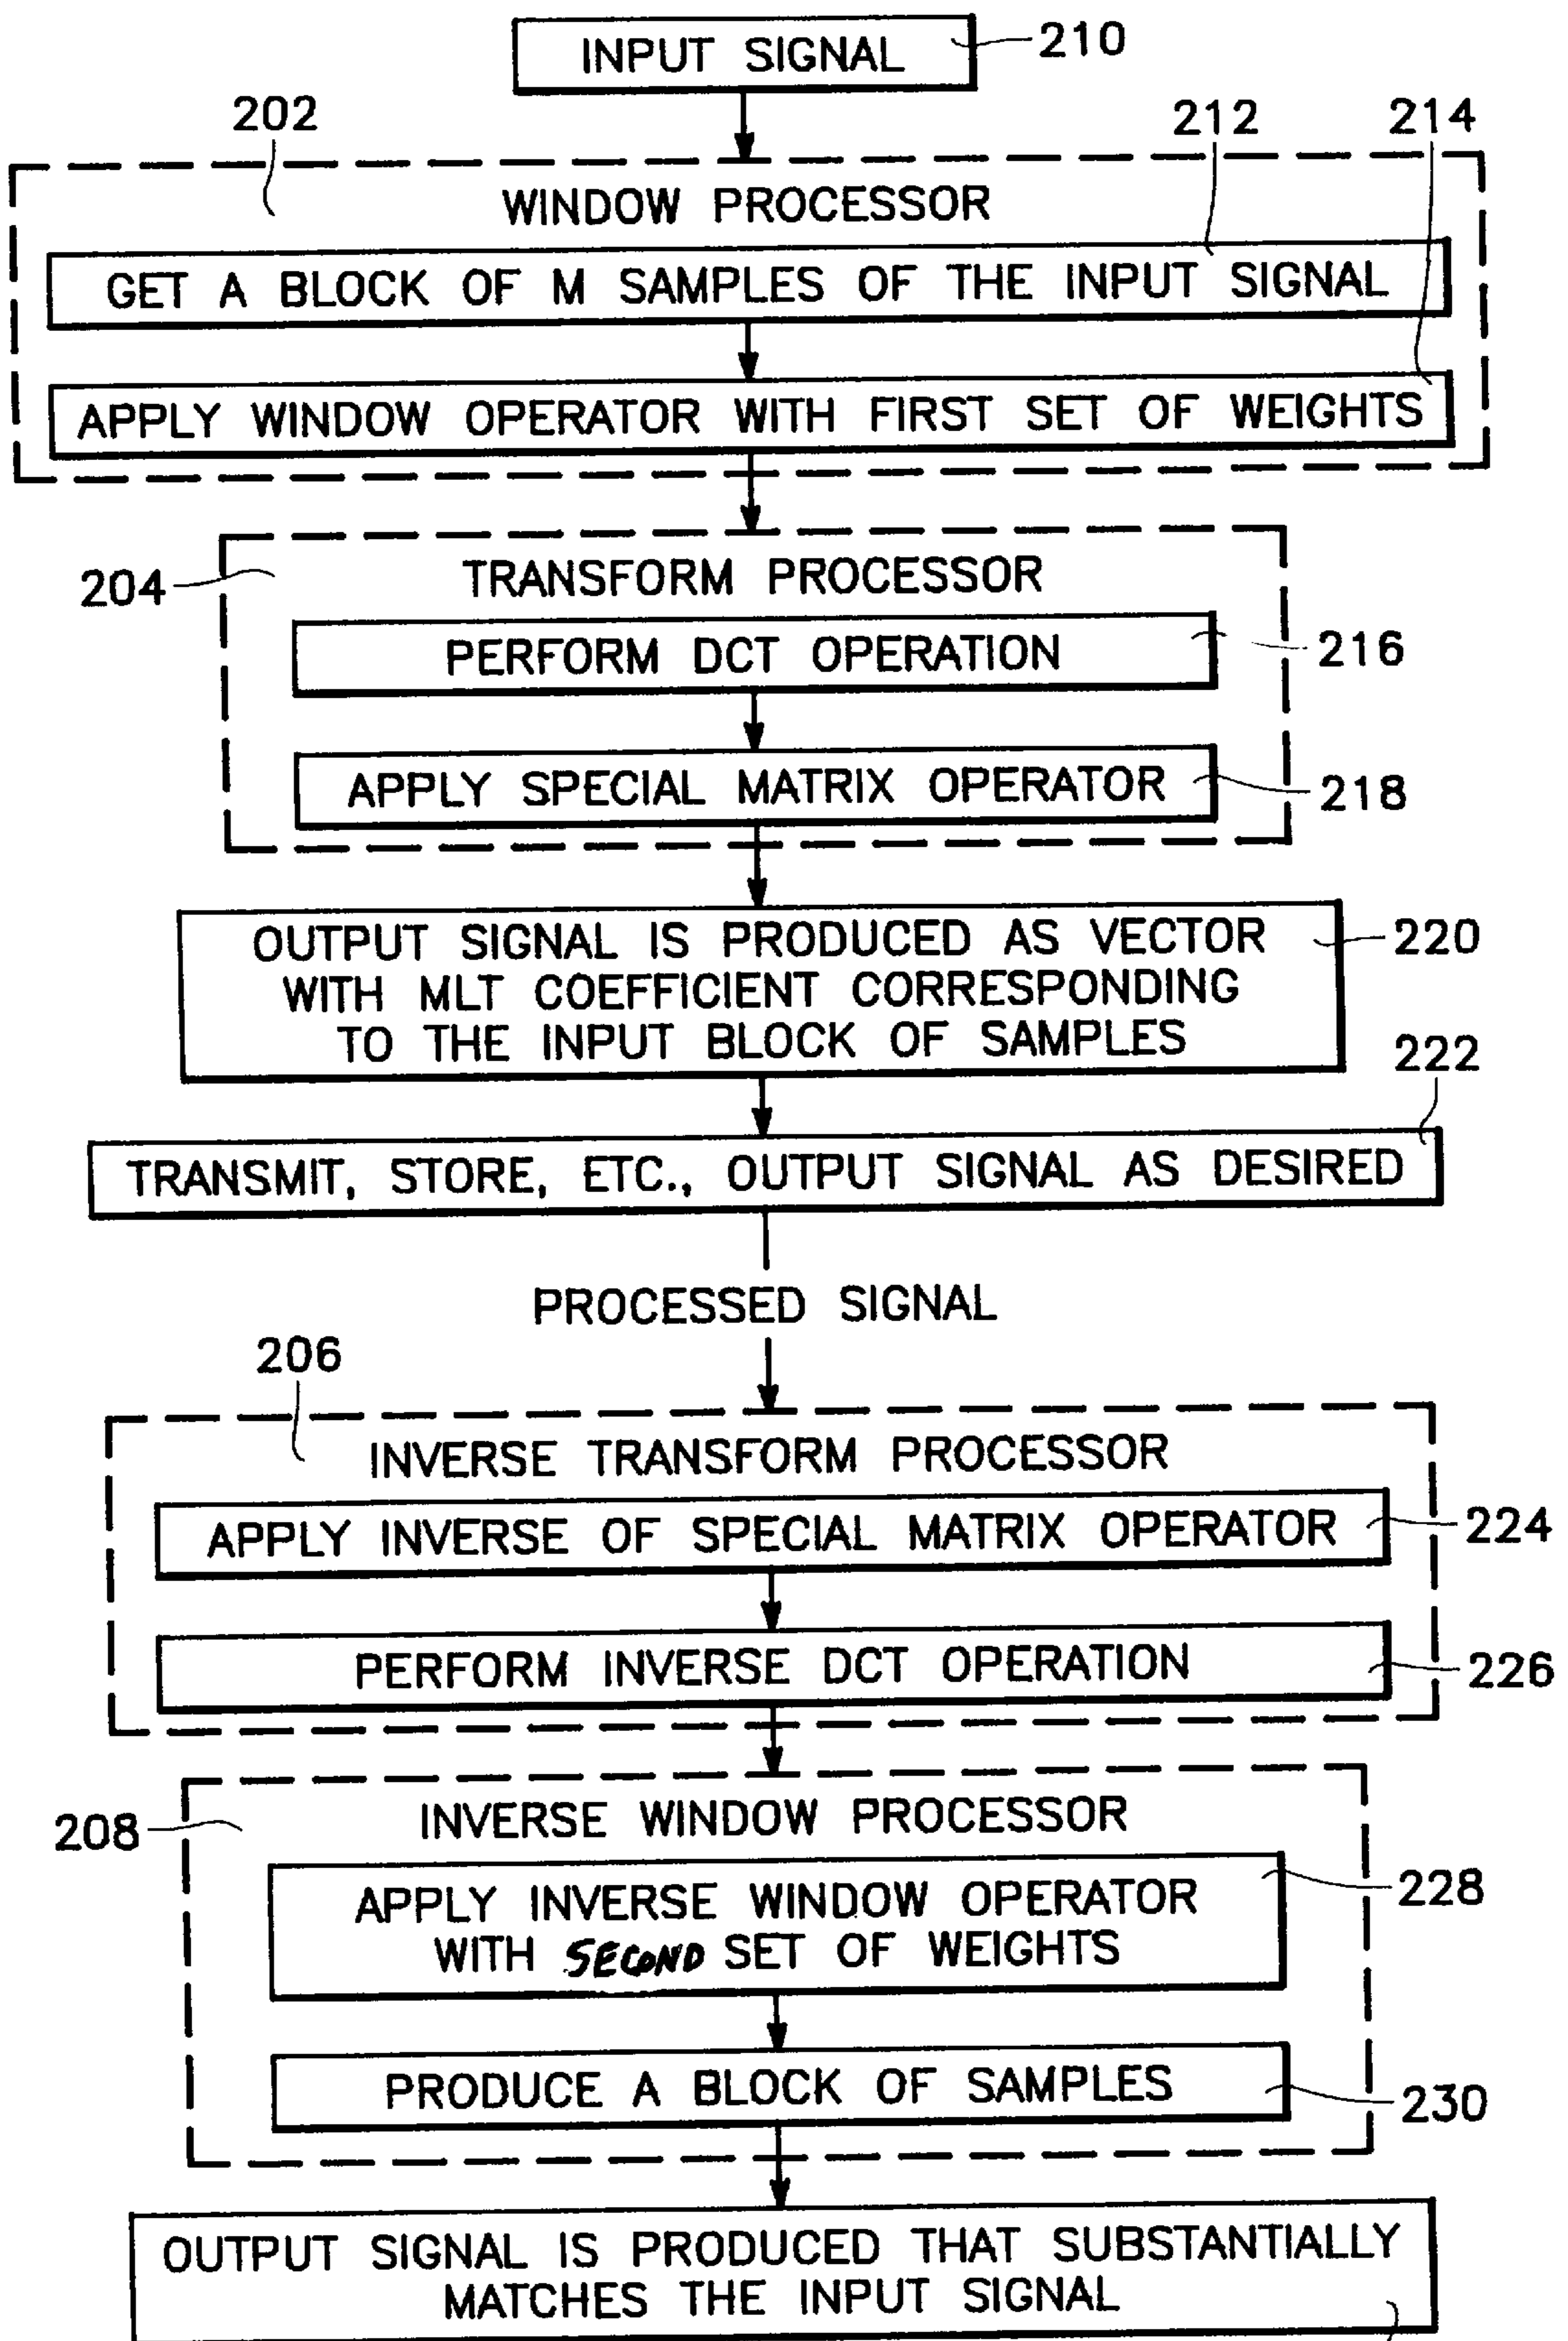 INPUT SIGNAL
210
202
212
214
WINDOW PROCESSOR
GET A BLOCK OF M SAMPLES OF THE INPUT SIGNAL
APPLY WINDOW OPERATOR WITH FIRST SET OF WEIGHTS
204
TRANSFORM PROCESSOR
PERFORM DCT OPERATION
216
APPLY SPECIAL MATRIX OPERATOR
218
OUTPUT SIGNAL IS PRODUCED AS VECTOR
WITH MLT COEFFICIENT CORRESPONDING
TO THE INPUT BLOCK OF SAMPLES
220
222
TRANSMIT, STORE, ETC., OUTPUT SIGNAL AS DESIRED
PROCESSED SIGNAL
206
INVERSE TRANSFORM PROCESSOR
APPLY INVERSE OF SPECIAL MATRIX OPERATOR
224
PERFORM INVERSE DCT OPERATION
226
208
INVERSE WINDOW PROCESSOR
APPLY INVERSE WINDOW OPERATOR
WITH SECOND SET OF WEIGHTS
228
PRODUCE A BLOCK OF SAMPLES
230
OUTPUT SIGNAL IS PRODUCED THAT SUBSTANTIALLY
MATCHES THE INPUT SIGNAL